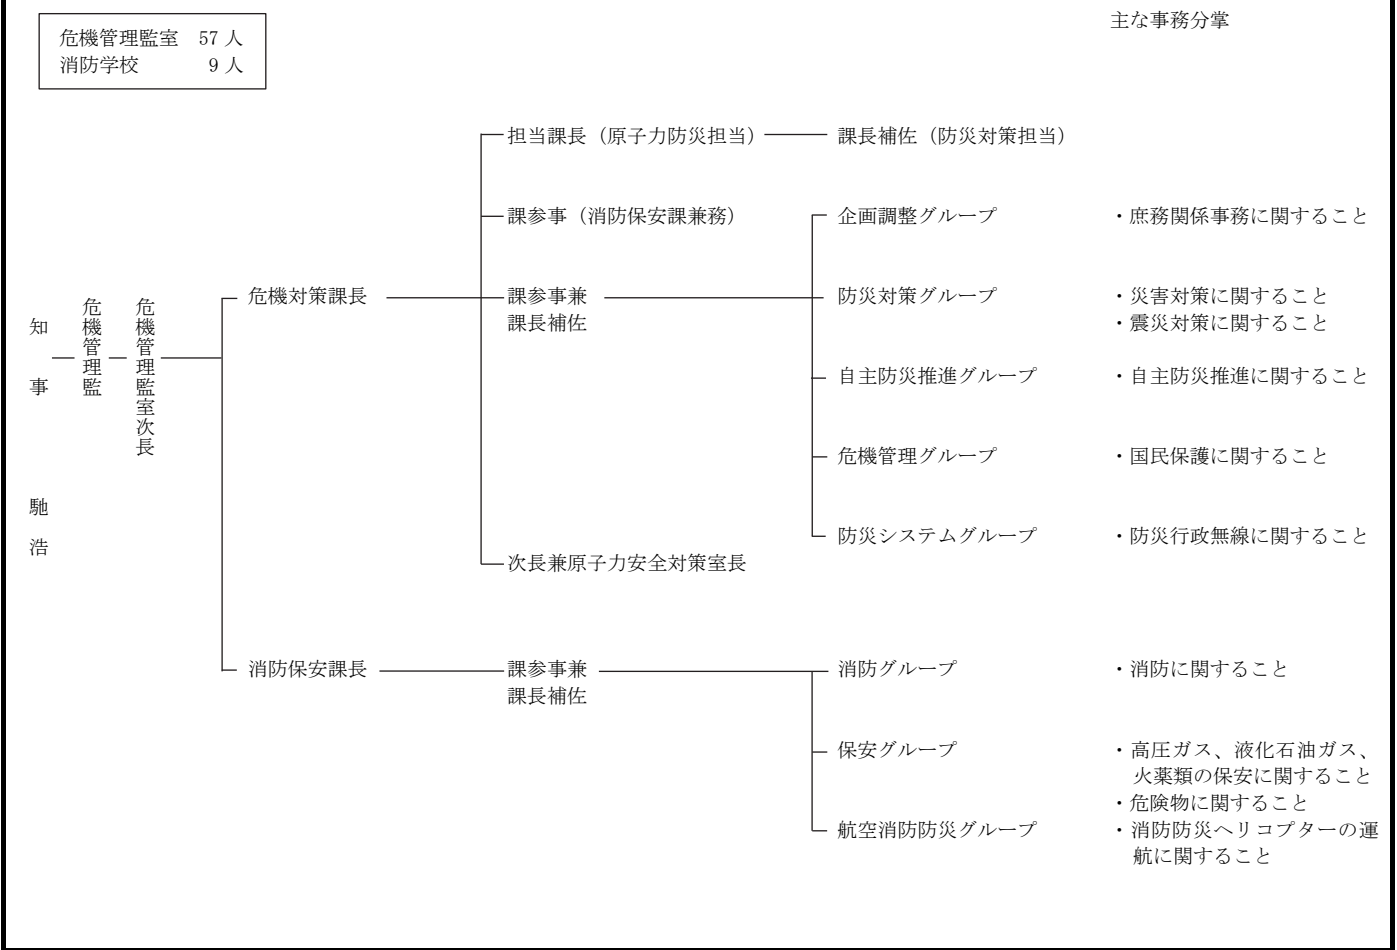 主な事務分掌
危機管理監室 57人
消防学校 9人
担当課長（原子力防災担当） 課長補佐（防災対策担当）
課参事（消防保安課兼務） 企画調整グループ ・庶務関係事務に関すること
危機対策課長 課参事兼 防災対策グループ ・災害対策に関すること
課長補佐 ・震災対策に関すること
知事 馳浩
危機管理監
危機管理監室次長
自主防災推進グループ ・自主防災推進に関すること
危機管理グループ ・国民保護に関すること
防災システムグループ ・防災行政無線に関すること
次長兼原子力安全対策室長
消防保安課長 課参事兼 消防グループ ・消防に関すること
課長補佐
保安グループ ・高圧ガス、液化石油ガス、
火薬類の保安に関すること
・危険物に関すること
航空消防防災グループ ・消防防災ヘリコプターの運
航に関すること